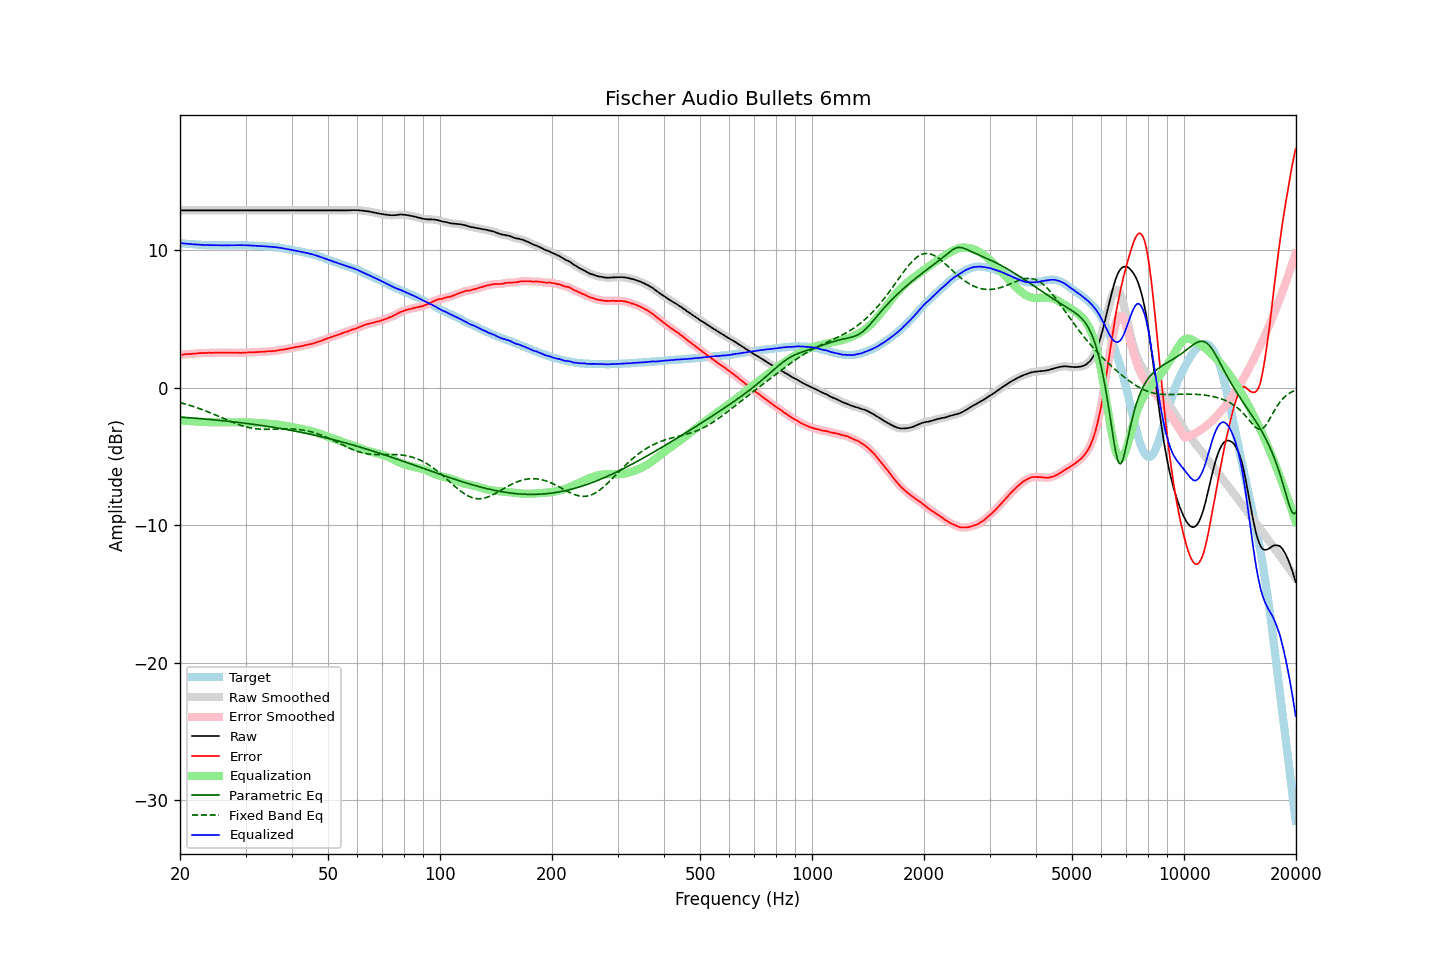 Fischer Audio Bullets 6mm
Amplitude (dBr)
10
0
−10
−20
−30
Target
Raw Smoothed
Error Smoothed
Raw
Error
Equalization
Parametric Eq
Fixed Band Eq
Equalized
20 50 100 200 500 1000 2000 5000 10000 20000
Frequency (Hz)